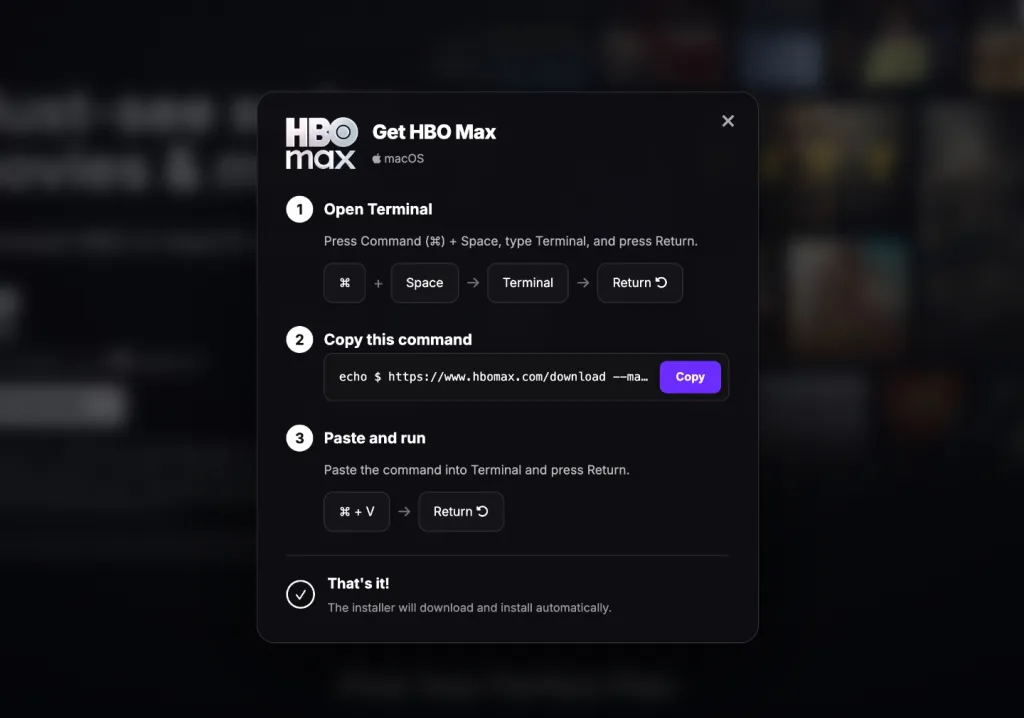 HBO
max
Get HBO Max
macOS
1 Open Terminal
Press Command (⌘) + Space, type Terminal, and press Return.
⌘ + Space → Terminal → Return
2 Copy this command
echo $ https://www.hbomax.com/download --ma… Copy
3 Paste and run
Paste the command into Terminal and press Return.
⌘ + V → Return
That's it!
The installer will download and install automatically.